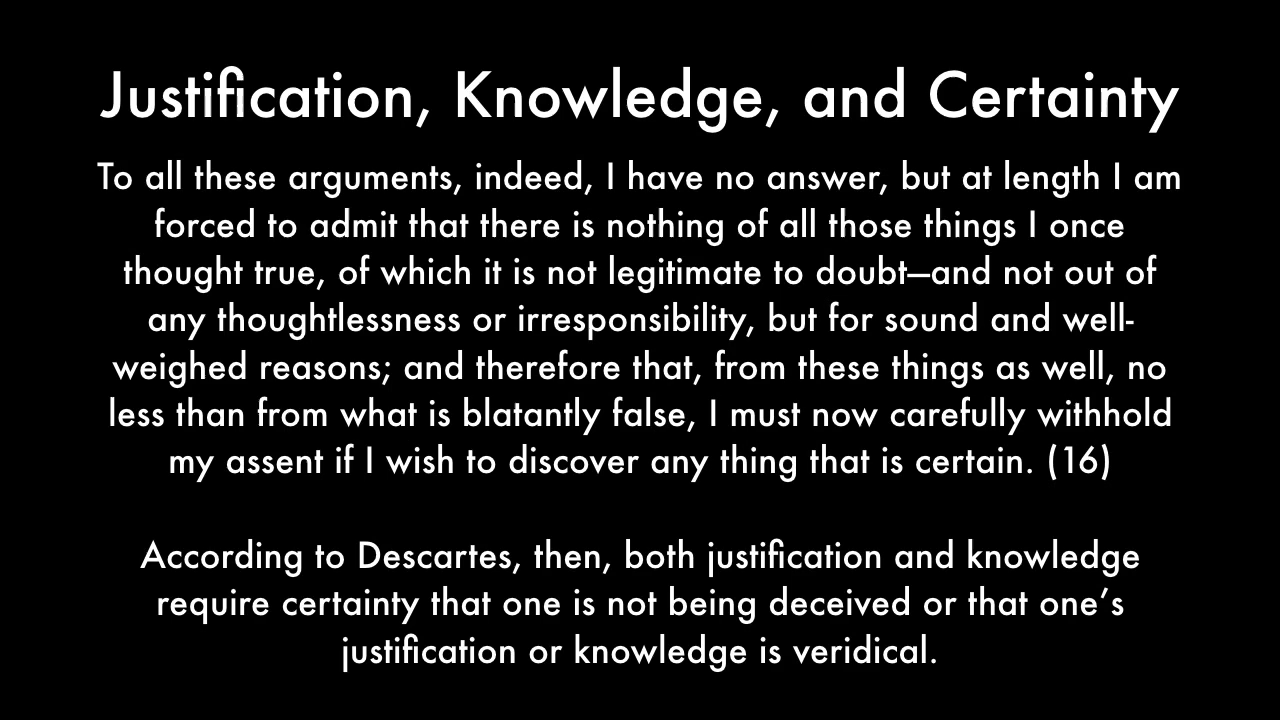 Justification, Knowledge, and Certainty
To all these arguments, indeed, I have no answer, but at length I am
forced to admit that there is nothing of all those things I once
thought true, of which it is not legitimate to doubt—and not out of
any thoughtlessness or irresponsibility, but for sound and well-
weighed reasons; and therefore that, from these things as well, no
less than from what is blatantly false, I must now carefully withhold
my assent if I wish to discover any thing that is certain. (16)
According to Descartes, then, both justification and knowledge
require certainty that one is not being deceived or that one’s
justification or knowledge is veridical.